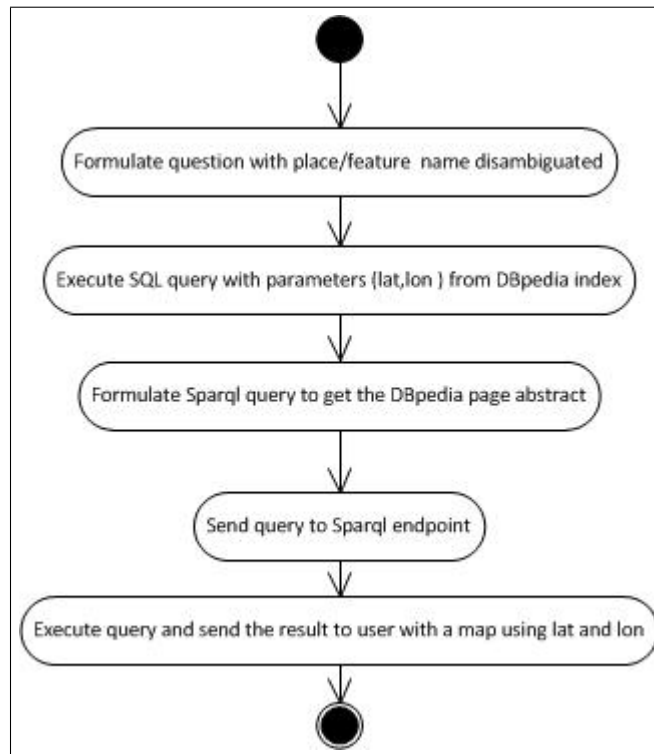 Formulate question with place/feature name disambiguated
Execute SQL query with parameters (lat,lon ) from DBpedia index
Formulate Sparql query to get the DBpedia page abstract
Send query to Sparql endpoint
Execute query and send the result to user with a map using lat and lon